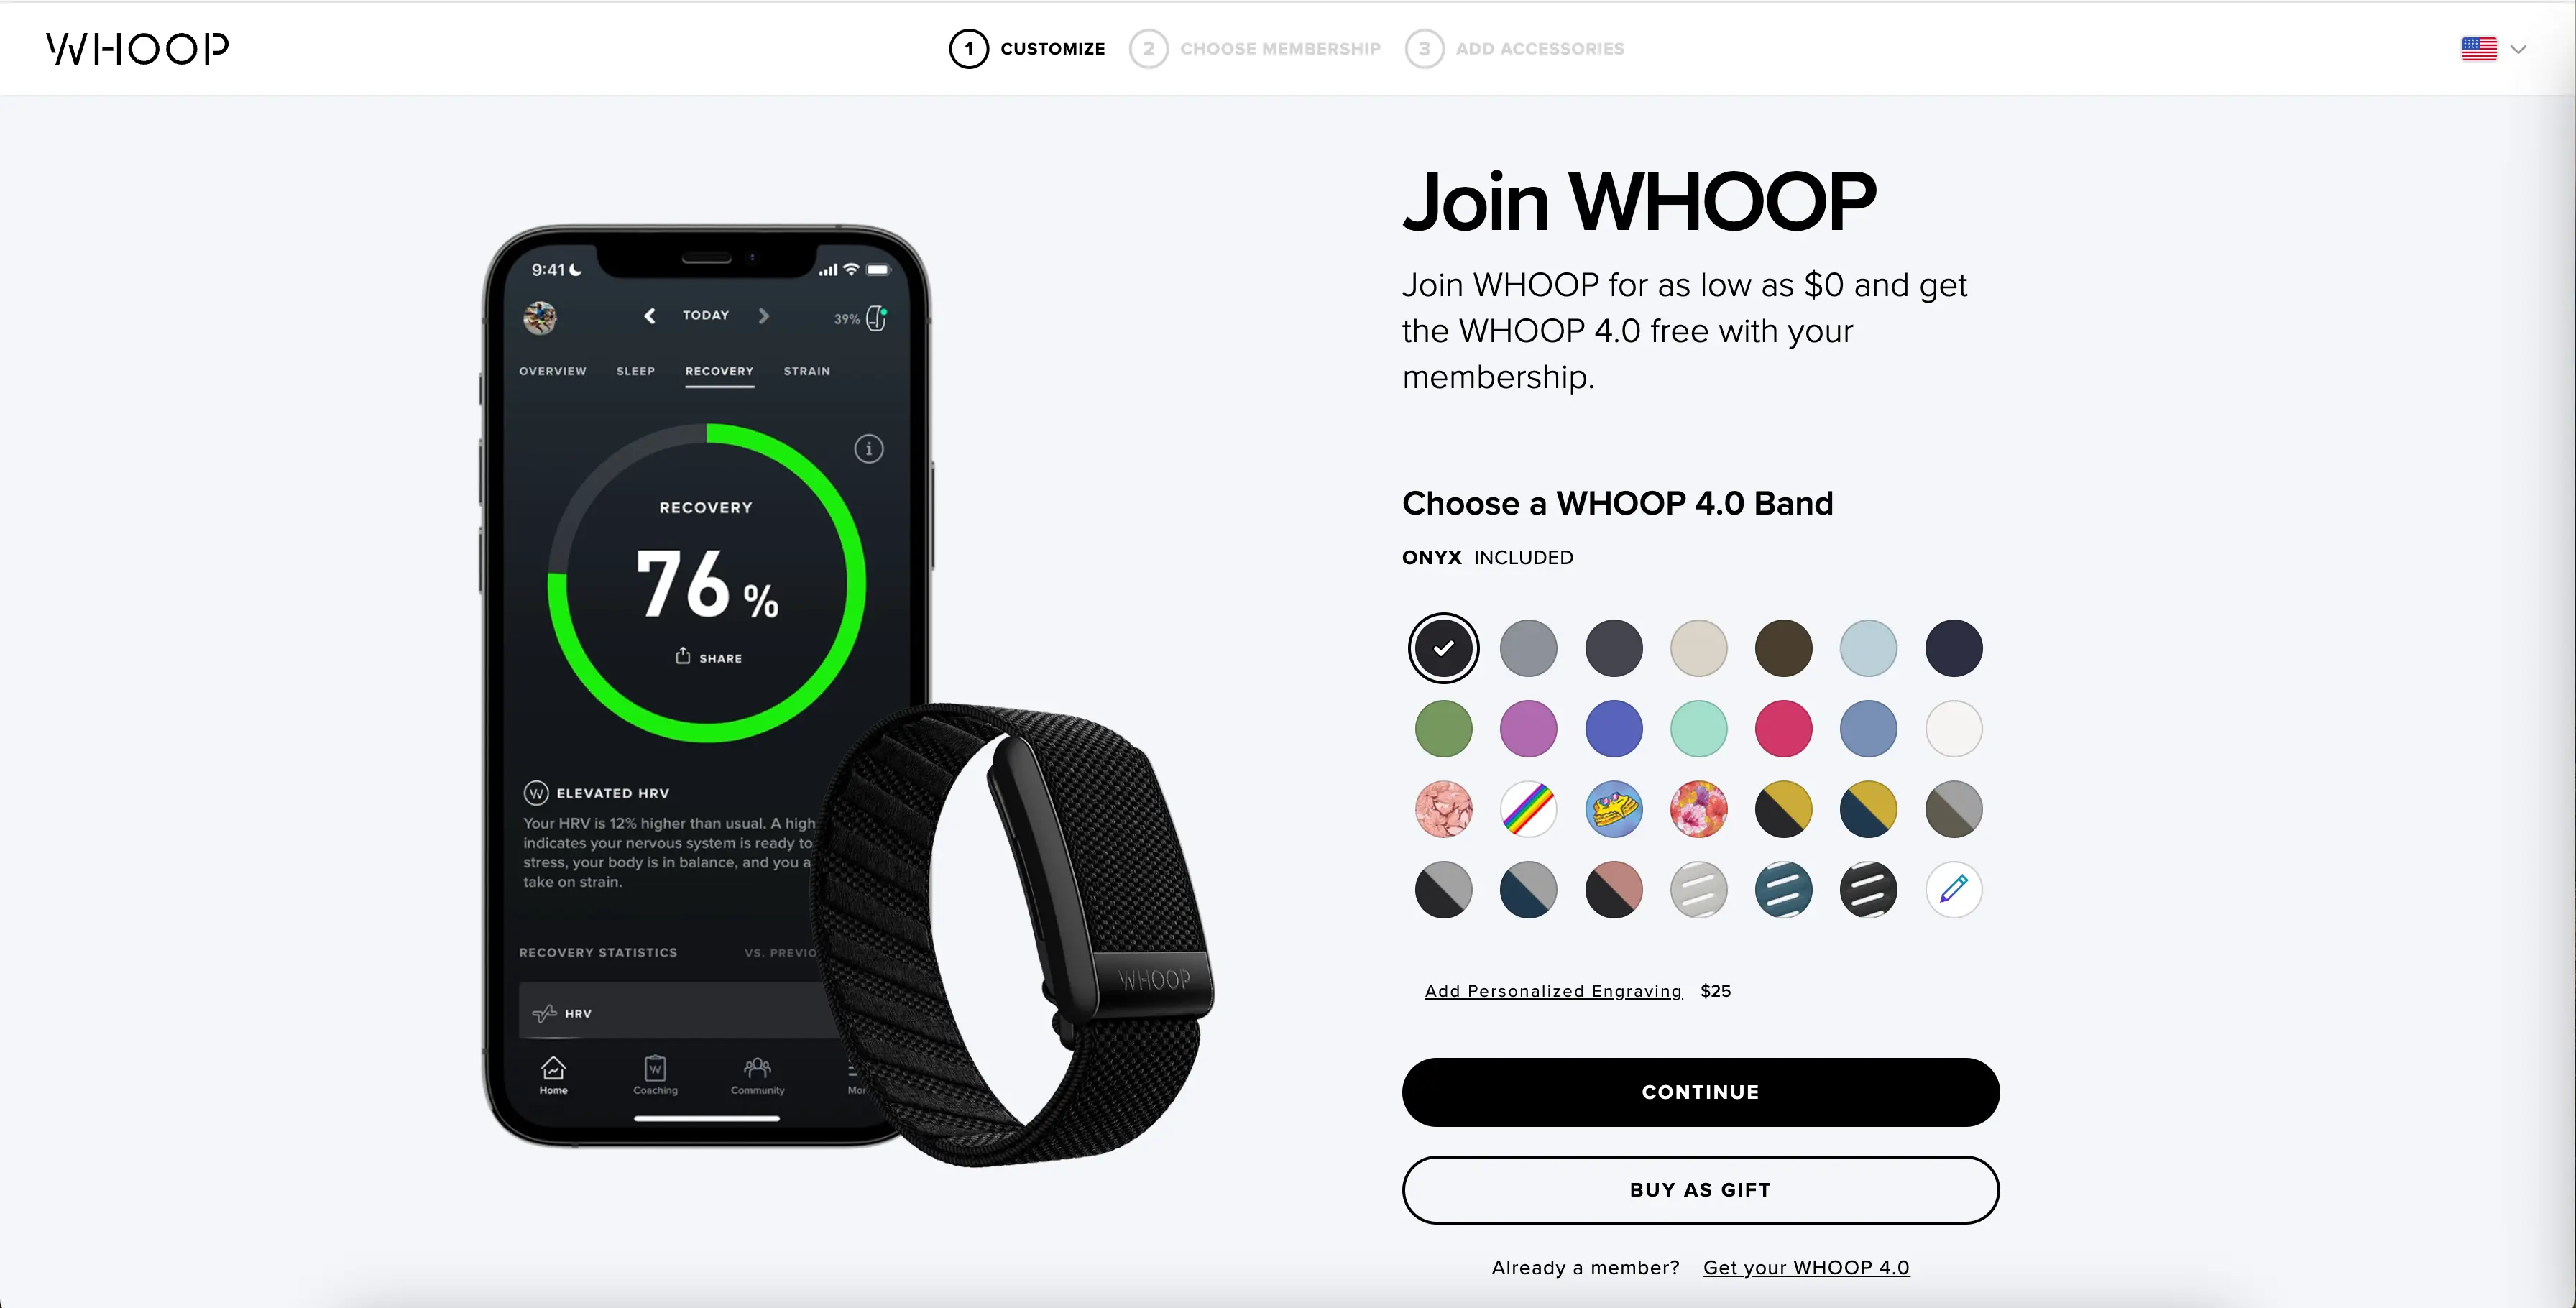 WHOOP
1 CUSTOMIZE 2 CHOOSE MEMBERSHIP 3 ADD ACCESSORIES
9:41
TODAY
39%
OVERVIEW SLEEP RECOVERY STRAIN
RECOVERY
76 %
SHARE
ELEVATED HRV
Your HRV is 12% higher than usual. A high
indicates your nervous system is ready to
stress, your body is in balance, and you a
take on strain.
RECOVERY STATISTICS VS. PREVIO
HRV
Home Coaching Community Mor
WHOOP
Join WHOOP
Join WHOOP for as low as $0 and get
the WHOOP 4.0 free with your
membership.
Choose a WHOOP 4.0 Band
ONYX INCLUDED
Add Personalized Engraving $25
CONTINUE
BUY AS GIFT
Already a member? Get your WHOOP 4.0